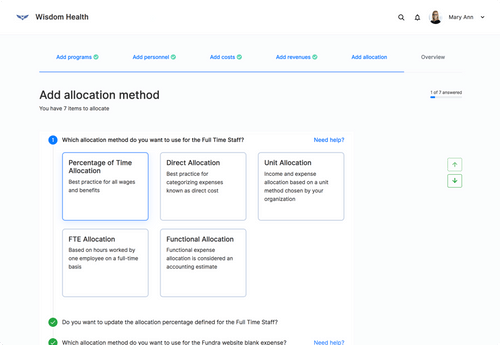 Wisdom Health
Mary Ann
Add programs
Add personnel
Add costs
Add revenues
Add allocation
Overview
Add allocation method
1 of 7 answered
You have 7 items to allocate
1
Which allocation method do you want to use for the Full Time Staff?
Need help?
Percentage of Time
Allocation
Best practice for all wages
and benefits
Direct Allocation
Best practice for
categorizing expenses
known as direct cost
Unit Allocation
Income and expense
allocation based on a unit
method chosen by your
organization
FTE Allocation
Based on hours worked by
one employee on a full-time
basis
Functional Allocation
Functional expense
allocation is considered an
accounting estimate
Do you want to update the allocation percentage defined for the Full Time Staff?
Which allocation method do you want to use for the Fundra website blank expense?
Need help?